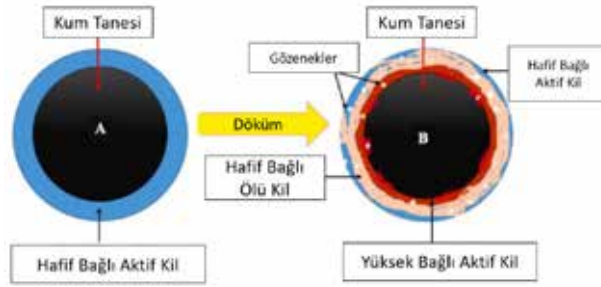 Kum Tanesi
A
Hafif Bağlı Aktif Kil
Döküm
Kum Tanesi
Gözenekler
Hafif Bağlı
Aktif Kil
B
Hafif Bağlı
Ölü Kil
Yüksek Bağlı Aktif Kil